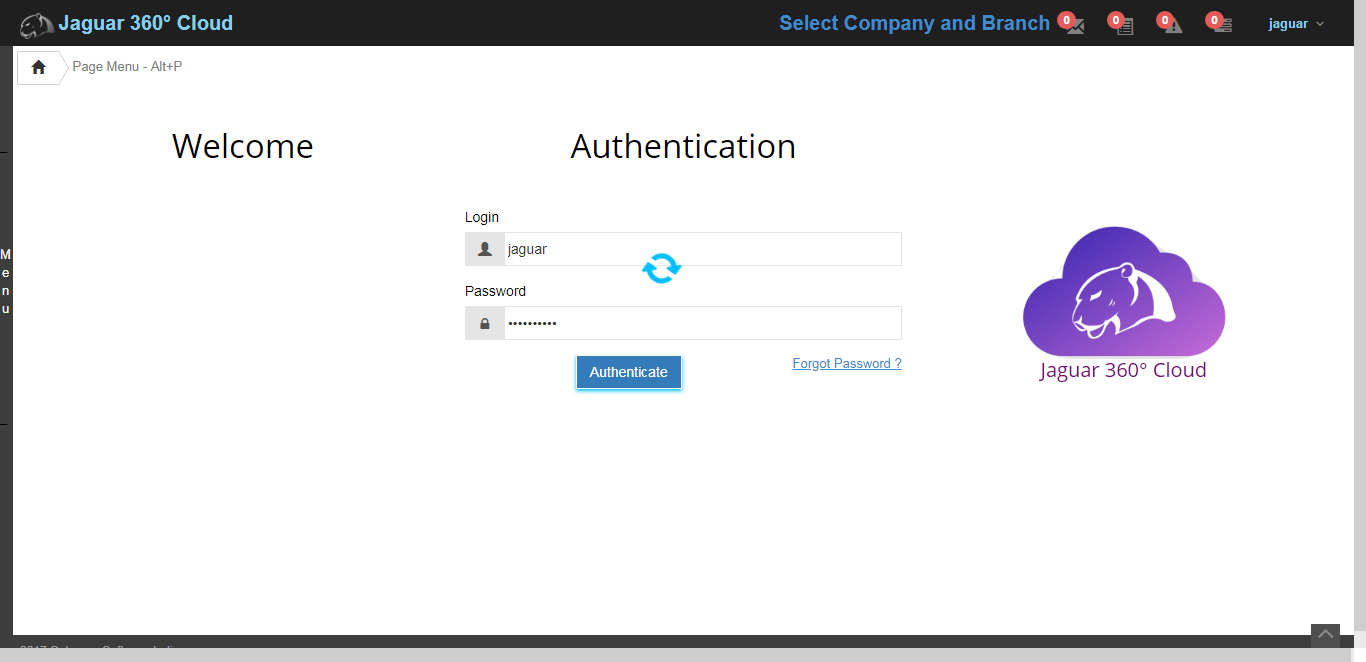 Jaguar 360° Cloud
Select Company and Branch
0
0
0
0
jaguar
Page Menu - Alt+P
Menu
Welcome
Authentication
Login
jaguar
Password
••••••••••
Authenticate
Forgot Password ?
Jaguar 360° Cloud